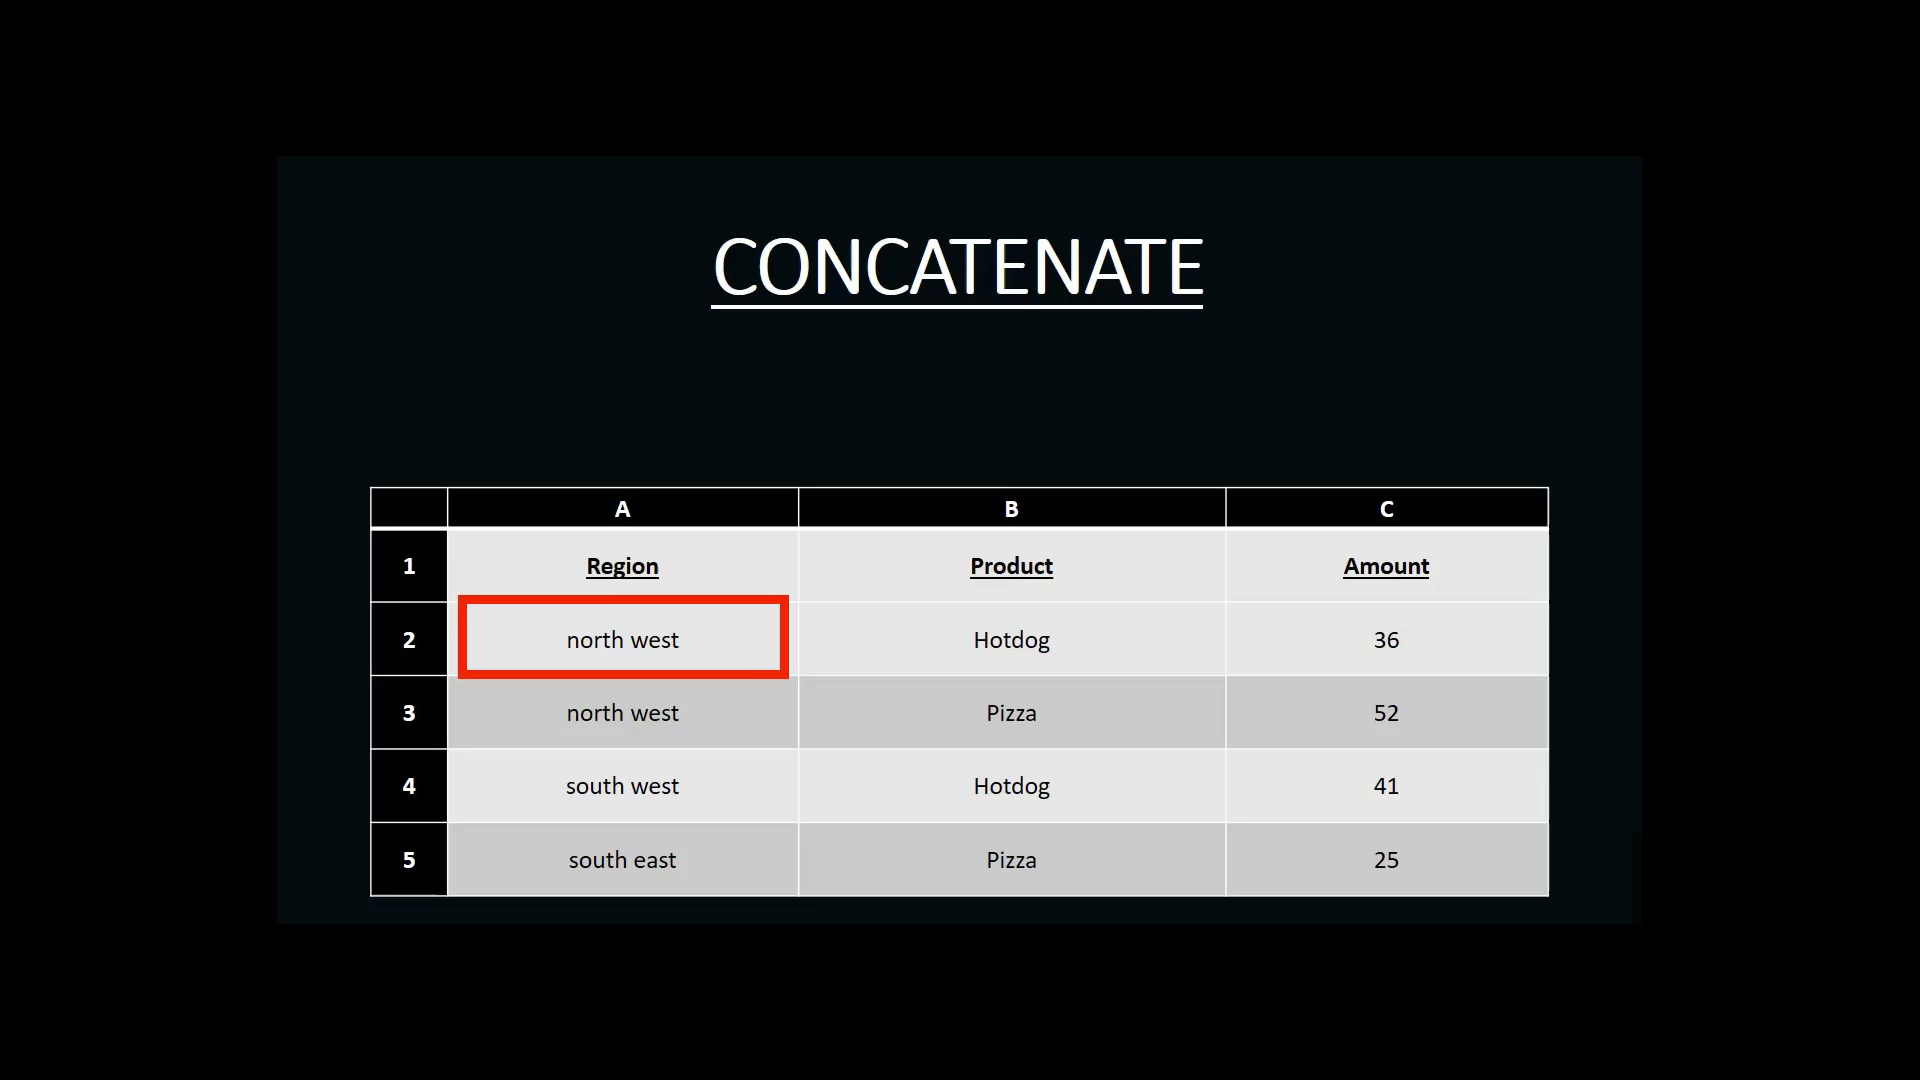 CONCATENATE
A B C
1 Region Product Amount
2 north west Hotdog 36
3 north west Pizza 52
4 south west Hotdog 41
5 south east Pizza 25